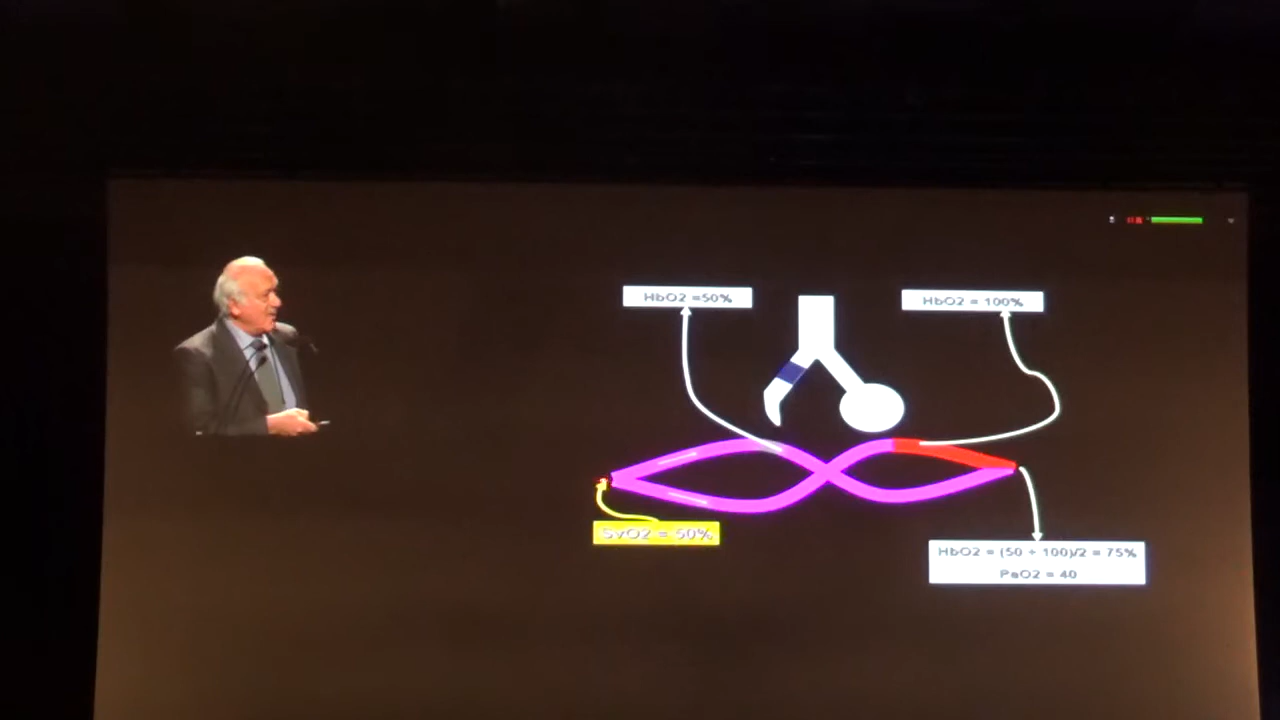 HbO2 =50%
HbO2 = 100%
SvO2 = 50%
HbO2 = (50 + 100)/2 = 75%
PaO2 = 40